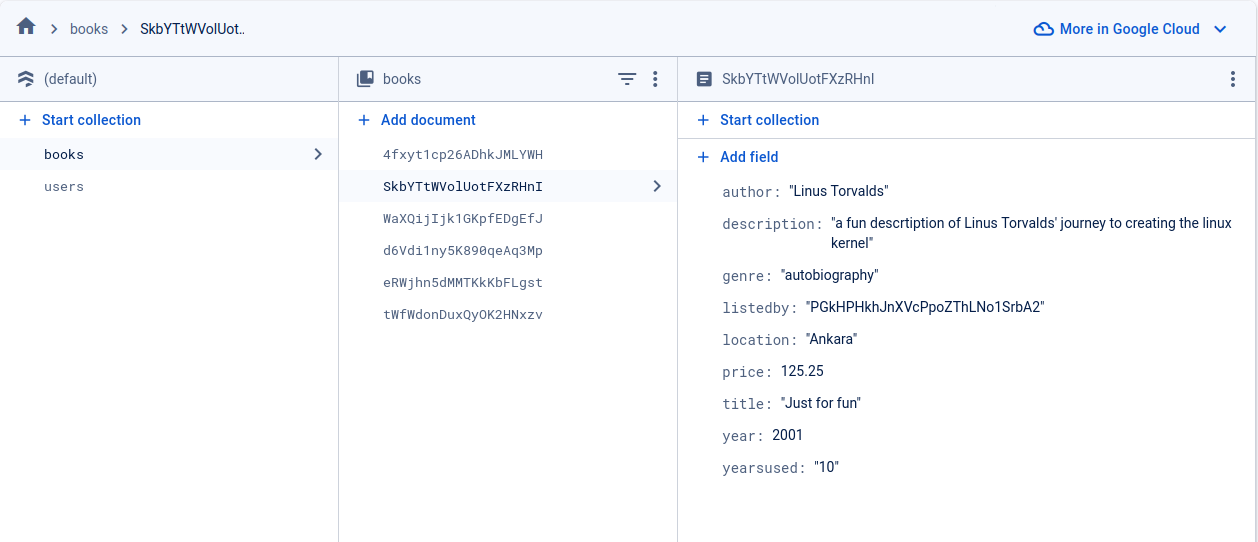 books
SkbYTtWVolUot..
More in Google Cloud
(default)
books
SkbYTtWVolUotFXzRHnI
Start collection
Add document
Start collection
books
users
4fxyt1cp26ADhkJMLYWH
SkbYTtWVolUotFXzRHnI
WaXQijIjk1GKpfEDgEfJ
d6Vdi1ny5K890qeAq3Mp
eRWjhn5dMMTKkKbFLgst
tWfWdonDuxQyOK2HNxzv
Add field
author: "Linus Torvalds"
description: "a fun descrtiption of Linus Torvalds' journey to creating the linux
kernel"
genre: "autobiography"
listedby: "PGkHPHkhJnXVcPpoZThLNo1SrbA2"
location: "Ankara"
price: 125.25
title: "Just for fun"
year: 2001
yearsused: "10"